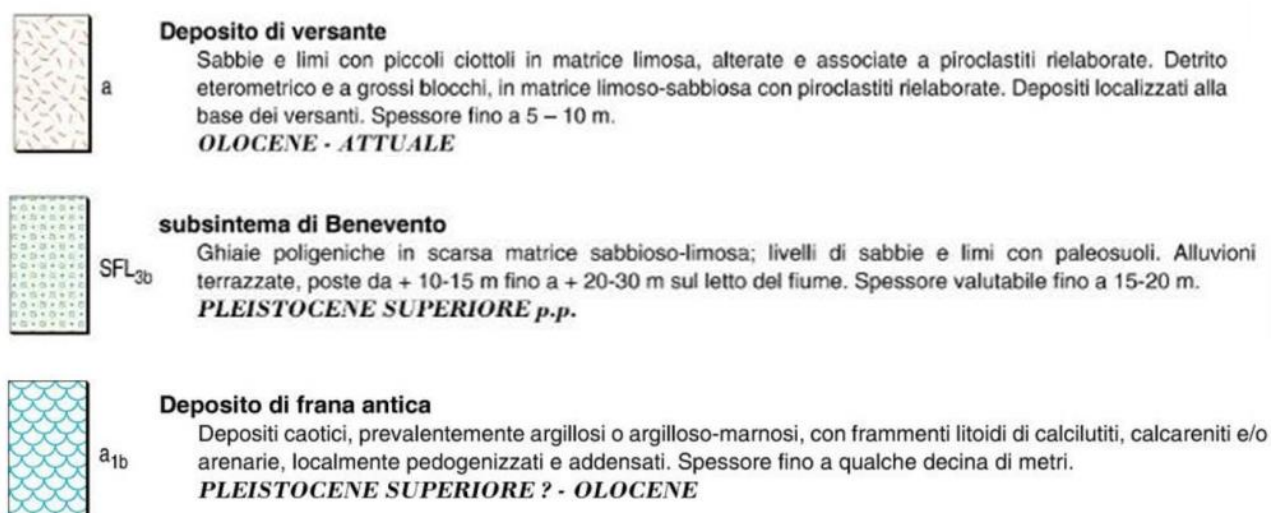 Deposito di versante
Sabbie e limi con piccoli ciottoli in matrice limosa, alterate e associate a piroclastiti rielaborate. Detrito
a
eterometrico e a grossi blocchi, in matrice limoso-sabbiosa con piroclastiti rielaborate. Depositi localizzati alla
base dei versanti. Spessore fino a 5 – 10 m.
OLOCENE - ATTUALE
subsintema di Benevento
Ghiaie poligeniche in scarsa matrice sabbioso-limosa; livelli di sabbie e limi con paleosuoli. Alluvioni
SFL3b
terrazzate, poste da + 10-15 m fino a + 20-30 m sul letto del fiume. Spessore valutabile fino a 15-20 m.
PLEISTOCENE SUPERIORE p.p.
Deposito di frana antica
Depositi caotici, prevalentemente argillosi o argilloso-marnosi, con frammenti litoidi di calcilutiti, calcareniti e/o
a1b
arenarie, localmente pedogenizzati e addensati. Spessore fino a qualche decina di metri.
PLEISTOCENE SUPERIORE ? - OLOCENE